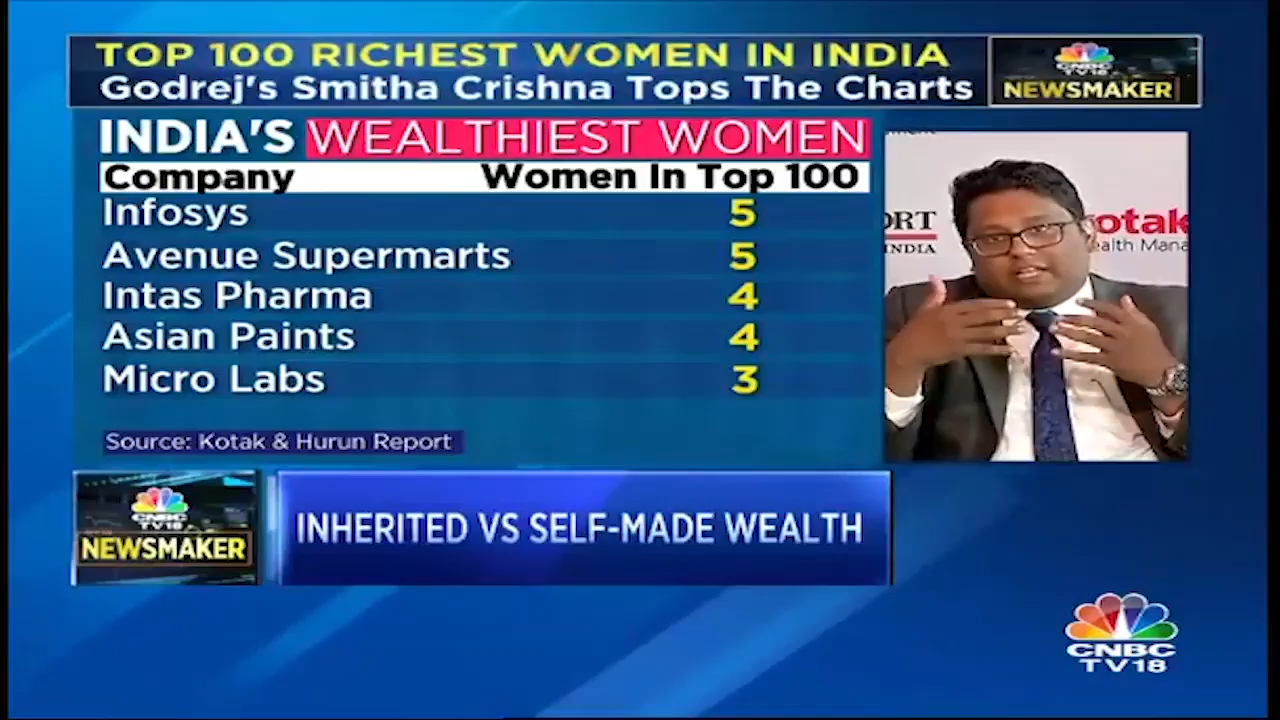 TOP 100 RICHEST WOMEN IN INDIA
Godrej's Smitha Crishna Tops The Charts
CNBC
TV18
NEWSMAKER
INDIA'S WEALTHIEST WOMEN
Company Women In Top 100
Infosys 5
Avenue Supermarts 5
Intas Pharma 4
Asian Paints 4
Micro Labs 3
Source: Kotak & Hurun Report
ORT
INDIA
otak
ealth Mana
CNBC
TV18
NEWSMAKER
INHERITED VS SELF-MADE WEALTH
CNBC
TV18